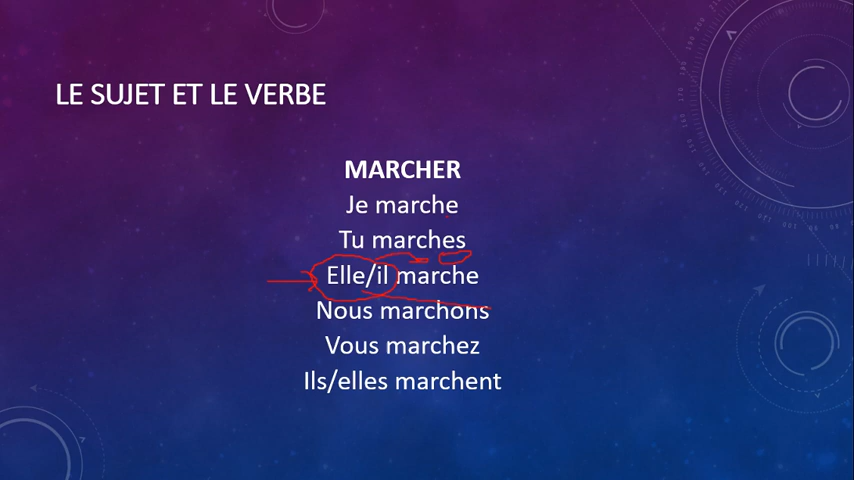 LE SUJET ET LE VERBE
MARCHER
Je marche
Tu marches
Elle/il marche
Nous marchons
Vous marchez
Ils/elles marchent